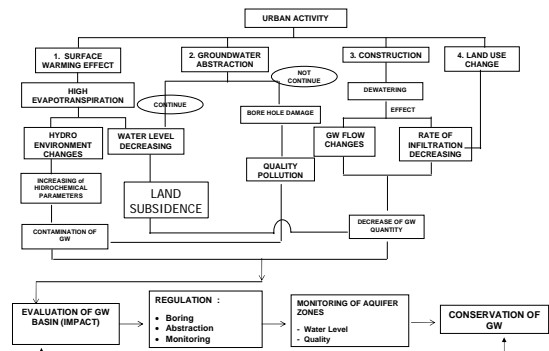 URBAN ACTIVITY
1. SURFACE
WARMING EFFECT
2. GROUNDWATER
ABSTRACTION
3. CONSTRUCTION
4. LAND USE
CHANGE
HIGH
EVAPOTRANSPIRATION
CONTINUE
NOT
CONTINUE
DEWATERING
EFFECT
BORE HOLE DAMAGE
HYDRO
ENVIRONMENT
CHANGES
WATER LEVEL
DECREASING
GW FLOW
CHANGES
RATE OF
INFILTRATION
DECREASING
QUALITY
POLLUTION
INCREASING of
HIDROCHEMICAL
PARAMETERS
LAND
SUBSIDENCE
CONTAMINATION OF
GW
DECREASE OF GW
QUANTITY
EVALUATION OF GW
BASIN (IMPACT)
REGULATION :
• Boring
• Abstraction
• Monitoring
MONITORING OF AQUIFER
ZONES
- Water Level
- Quality
CONSERVATION OF
GW